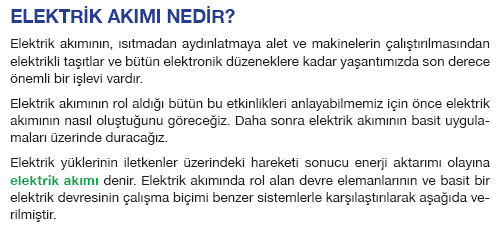 ELEKTRİK AKIMI NEDİR?
Elektrik akımının, ısıtmadan aydınlatmaya alet ve makinelerin çalıştırılmasından
elektrikli taşıtlar ve bütün elektronik düzeneklere kadar yaşantımızda son derece
önemli bir işlevi vardır.
Elektrik akımının rol aldığı bütün bu etkinlikleri anlayabilmemiz için önce elektrik
akımının nasıl oluştuğunu göreceğiz. Daha sonra elektrik akımının basit uygula-
maları üzerinde duracağız.
Elektrik yüklerinin iletkenler üzerindeki hareketi sonucu enerji aktarımı olayına
elektrik akımı denir. Elektrik akımında rol alan devre elemanlarının ve basit bir
elektrik devresinin çalışma biçimi benzer sistemlerle karşılaştırılarak aşağıda ve-
rilmiştir.